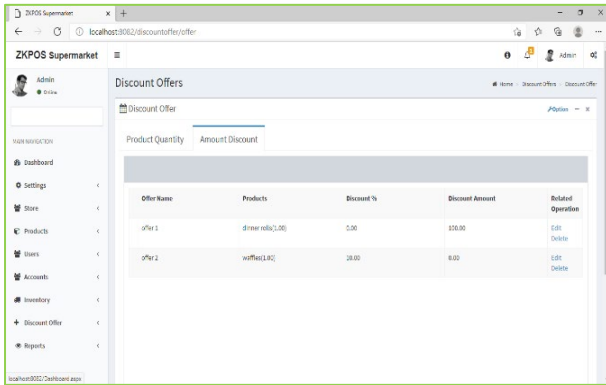 ZKPOS Supermarket
localhost:8082/discountoffer/offer
ZKPOS Supermarket
Admin
Admin
Online
Discount Offers
Home
Discount Offers
Discount Offer
Discount Offer
Option
MAIN NAVIGATION
Product Quantity
Amount Discount
Dashboard
Settings
Store
Products
Users
Accounts
Inventory
Discount Offer
Reports
Offer Name Products Discount % Discount Amount Related Operation
offer 1 dinner rolls(1.00) 0.00 100.00 Edit
Delete
offer 2 waffles(1.00) 10.00 0.00 Edit
Delete
localhost:8082/Dashboard.aspx